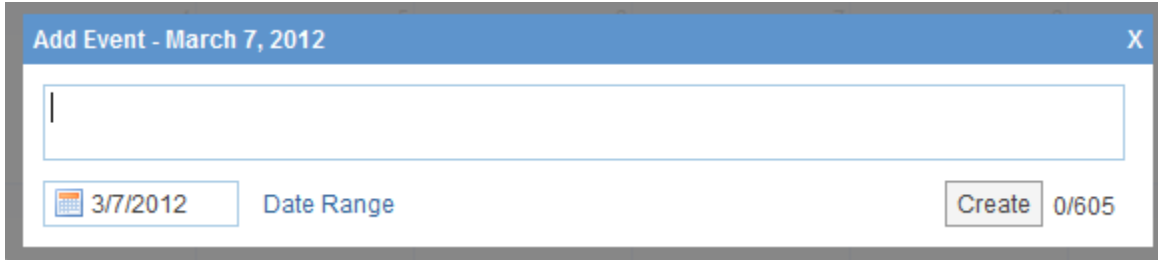 Add Event - March 7, 2012 X
3/7/2012 Date Range Create 0/605